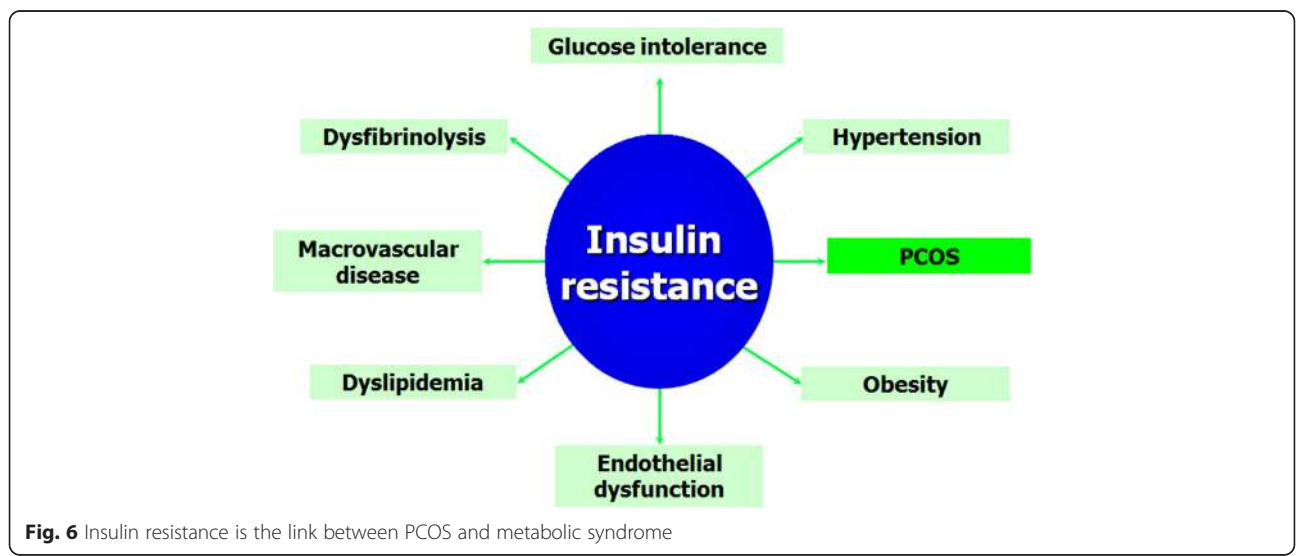 Glucose intolerance
Dysfibrinolysis
Hypertension
Macrovascular
disease
Insulin
resistance
PCOS
Dyslipidemia
Obesity
Endothelial
dysfunction
Fig. 6 Insulin resistance is the link between PCOS and metabolic syndrome